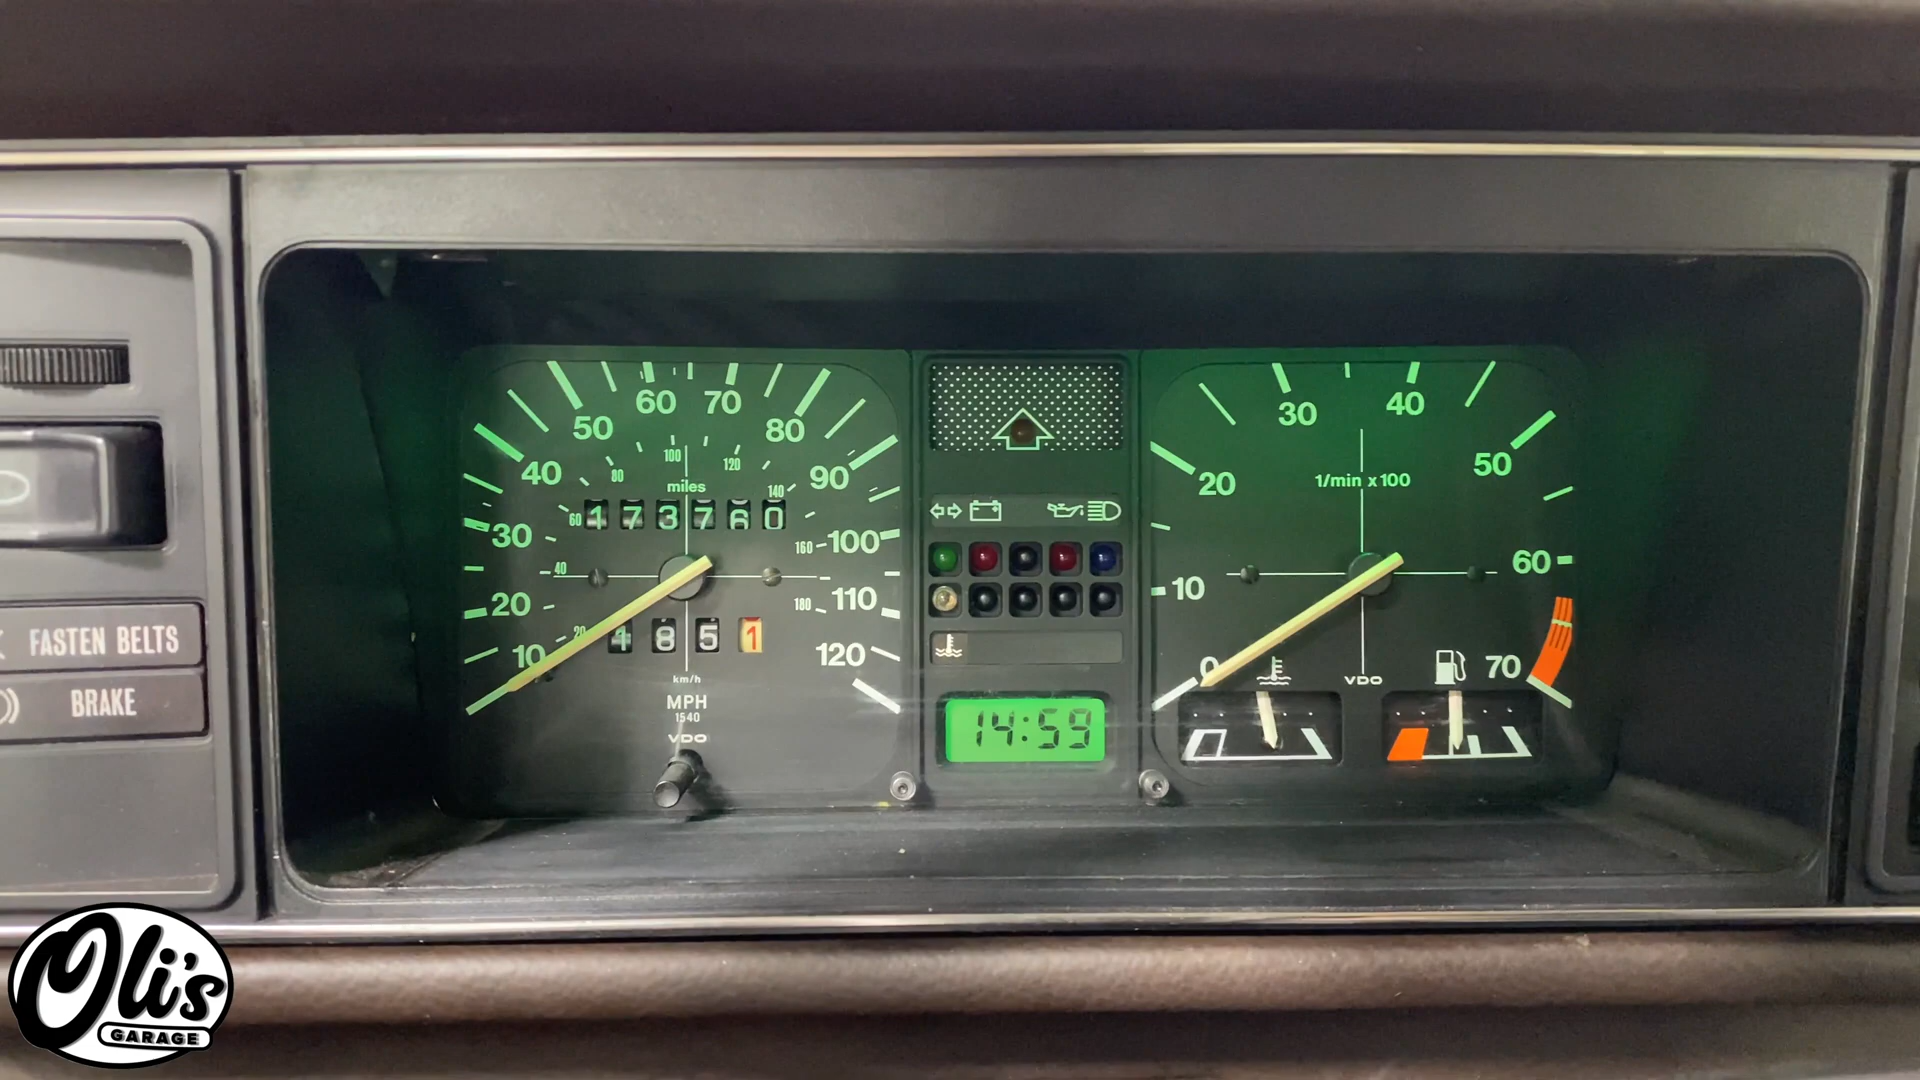 FASTEN BELTS
BRAKE
10 20 30 40 50 60 70 80 90 100 110 120
20 40 60 80 100 120 140 160 180
miles
173760
1851
km/h
MPH
1540
VDO
14:59
0 10 20 30 40 50 60 70
1/min x 100
VDO
Oli's
GARAGE